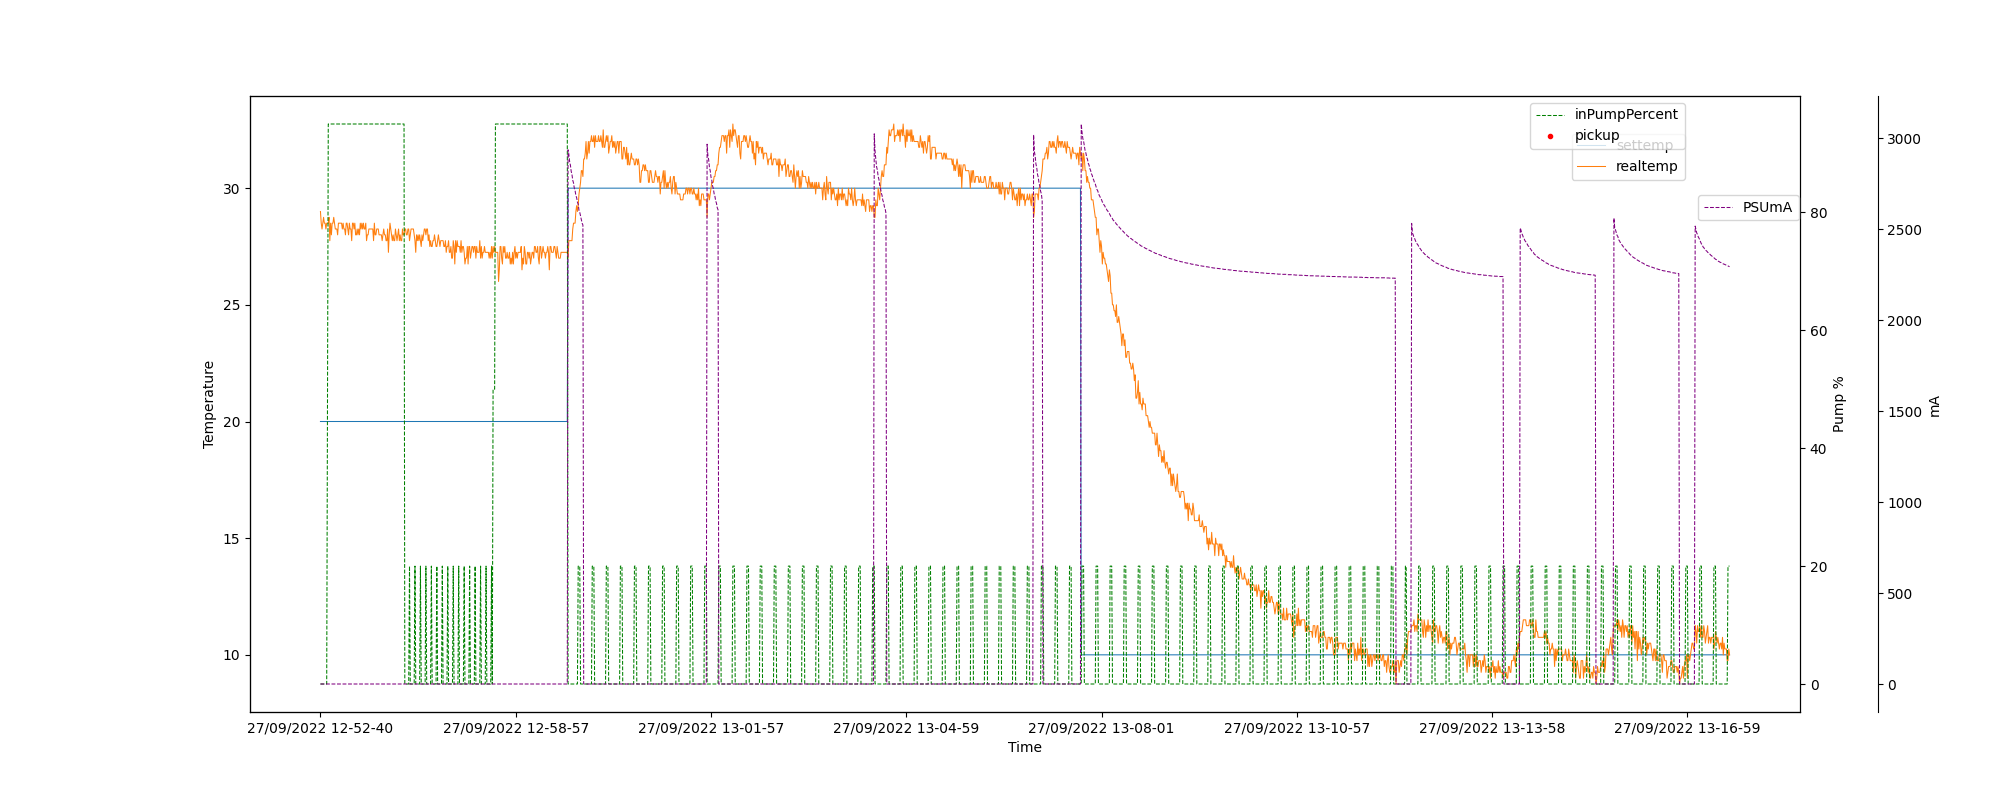 inPumpPercent
pickup
settemp
realtemp
PSUmA
30
25
20
15
10
Temperature
80
60
40
20
0
Pump %
3000
2500
2000
1500
1000
500
0
mA
27/09/2022 12-52-40
27/09/2022 12-58-57
27/09/2022 13-01-57
27/09/2022 13-04-59
27/09/2022 13-08-01
27/09/2022 13-10-57
27/09/2022 13-13-58
27/09/2022 13-16-59
Time